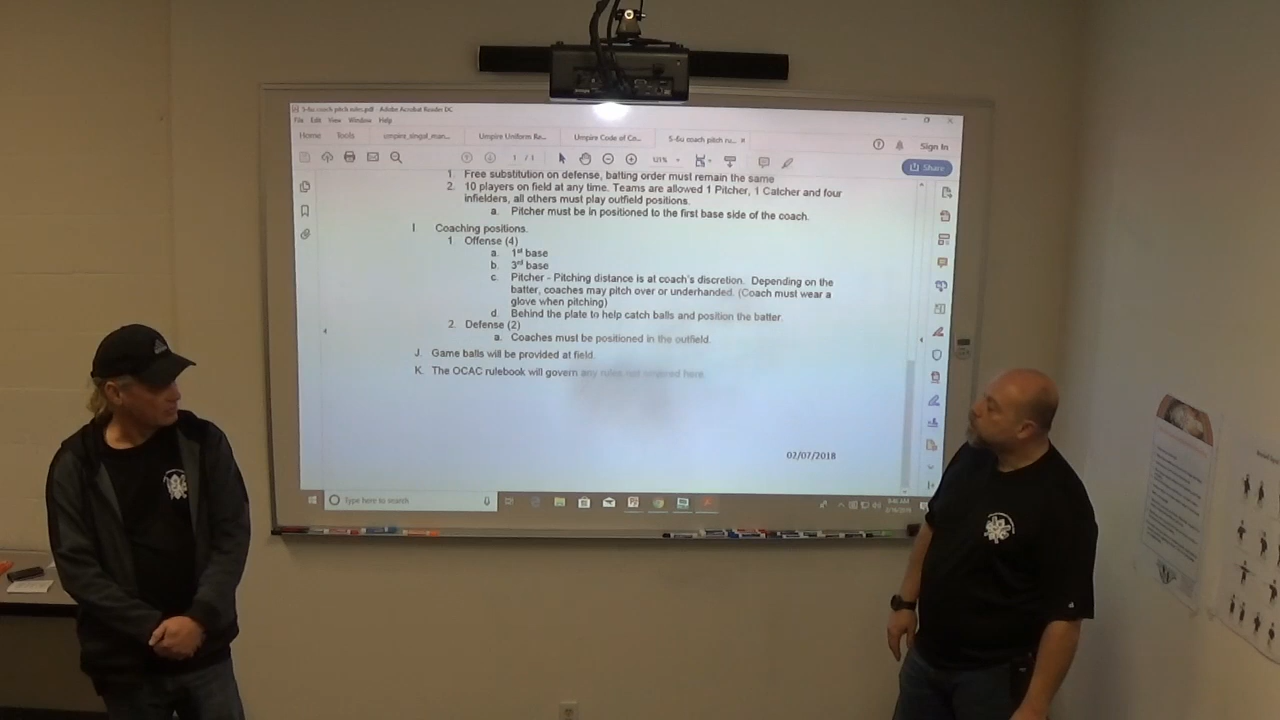 5-6u coach pitch rules.pdf - Adobe Acrobat Reader DC
File Edit View Window Help
Home Tools umpire_singal_man... Umpire Uniform Re... Umpire Code of Co... 5-6u coach pitch ru... x
Sign In
1 / 1
Share
1. Free substitution on defense, batting order must remain the same
2. 10 players on field at any time. Teams are allowed 1 Pitcher, 1 Catcher and four
infielders, all others must play outfield positions.
a. Pitcher must be in positioned to the first base side of the coach.
I. Coaching positions.
1. Offense (4)
a. 1st base
b. 3rd base
c. Pitcher - Pitching distance is at coach's discretion. Depending on the
batter, coaches may pitch over or underhanded. (Coach must wear a
glove when pitching)
d. Behind the plate to help catch balls and position the batter.
2. Defense (2)
a. Coaches must be positioned in the outfield.
J. Game balls will be provided at field.
K. The OCAC rulebook will govern any rules not covered here.
02/07/2018
Type here to search